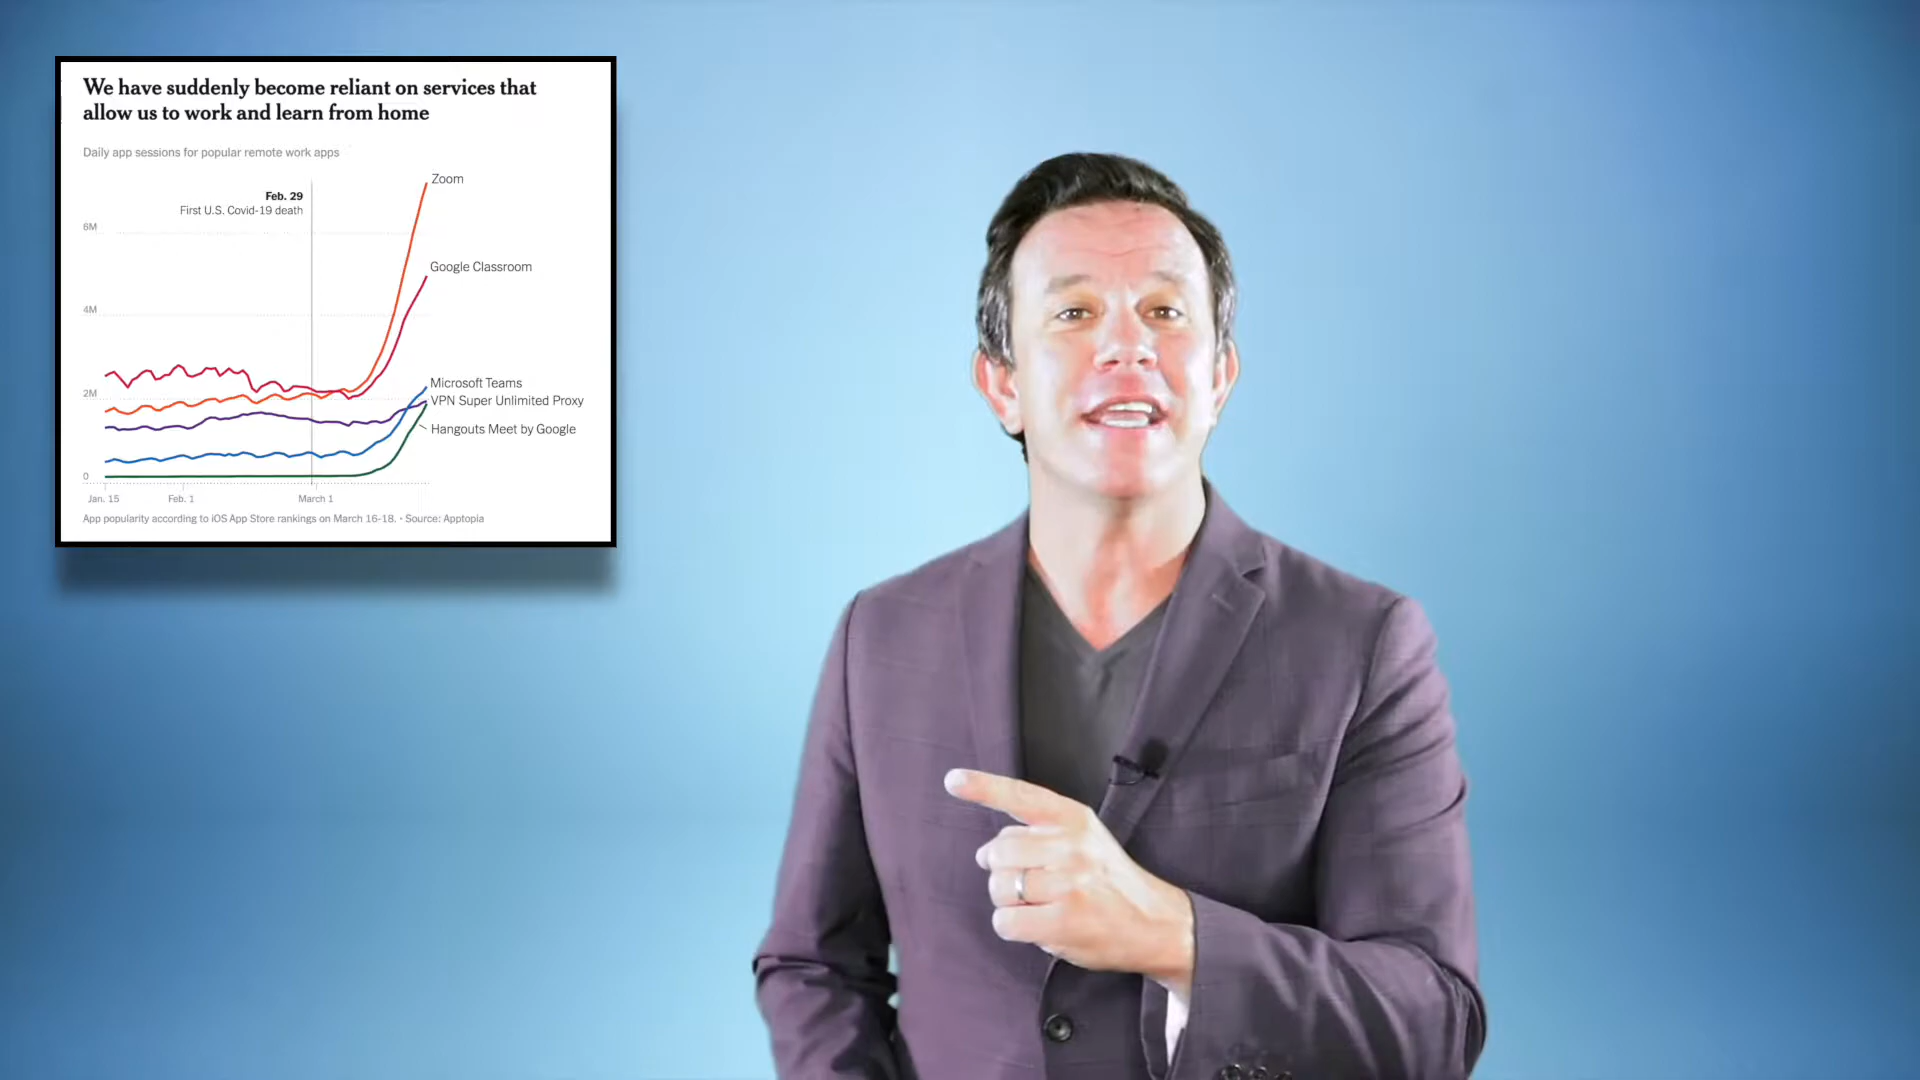 We have suddenly become reliant on services that
allow us to work and learn from home
Daily app sessions for popular remote work apps
Zoom
Feb. 29
First U.S. Covid-19 death
6M
Google Classroom
4M
Microsoft Teams
2M
VPN Super Unlimited Proxy
Hangouts Meet by Google
0
Jan. 15 Feb. 1 March 1
App popularity according to iOS App Store rankings on March 16-18. • Source: Apptopia